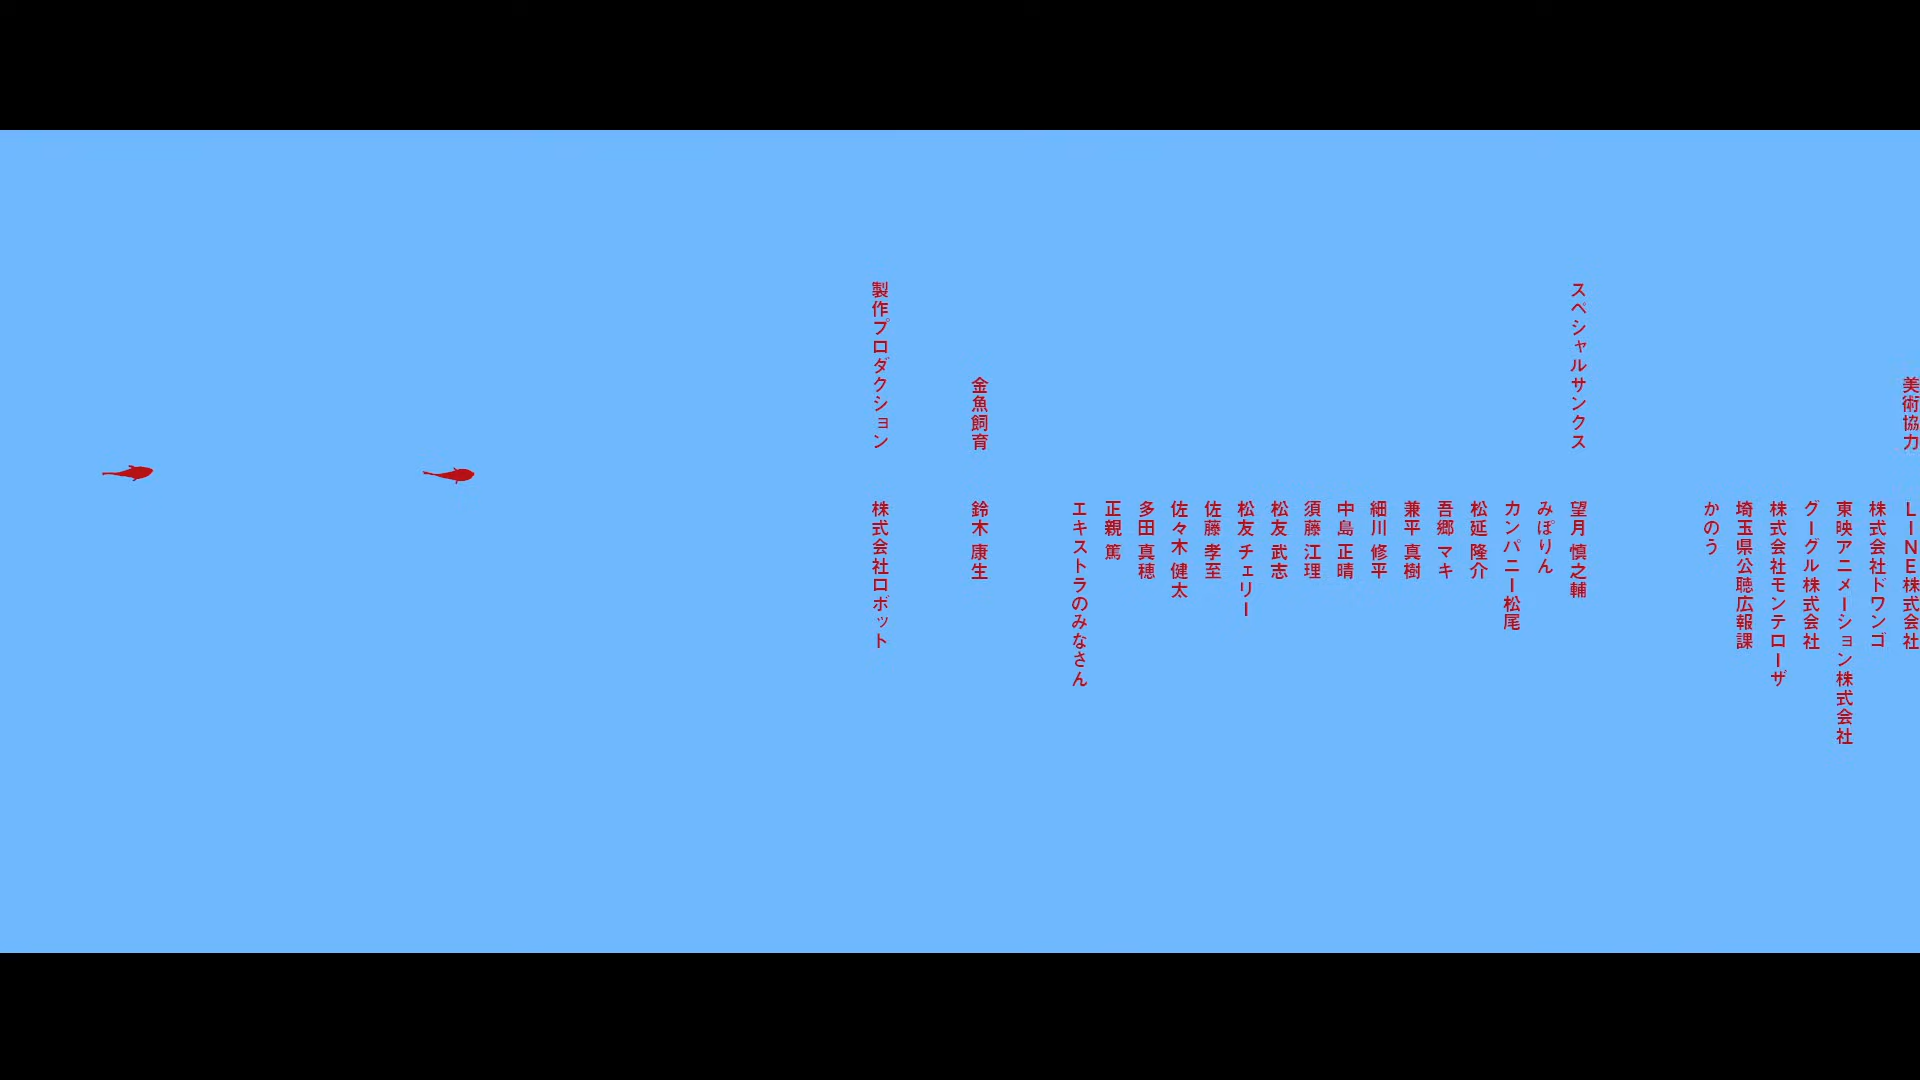 美術協力
LINE株式会社
株式会社ドワンゴ
東映アニメーション株式会社
グーグル株式会社
株式会社モンテローザ
埼玉県公聴広報課
かのう
スペシャルサンクス
望月 慎之輔
みぽりん
カンパニー松尾
松延 隆介
吾郷 マキ
兼平 真樹
細川 修平
中島 正晴
須藤 江理
松友 武志
松友 チェリー
佐藤 孝至
佐々木 健太
多田 真穂
正親 篤
エキストラのみなさん
金魚飼育
鈴木 康生
製作プロダクション
株式会社ロボット